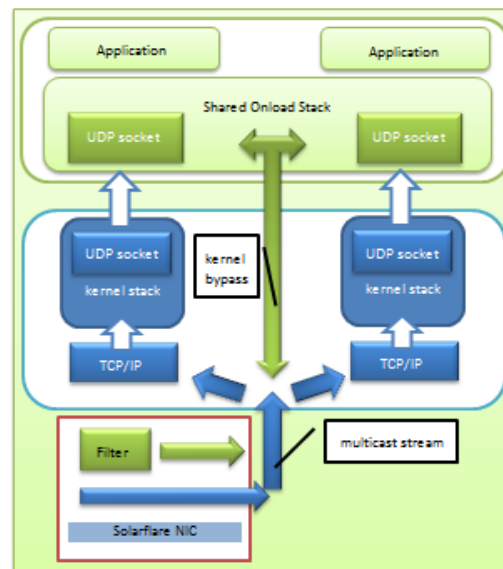 Application
Application
Shared Onload Stack
UDP socket
UDP socket
UDP socket
kernel stack
kernel
bypass
UDP socket
kernel stack
TCP/IP
TCP/IP
Filter
multicast stream
Solarflare NIC